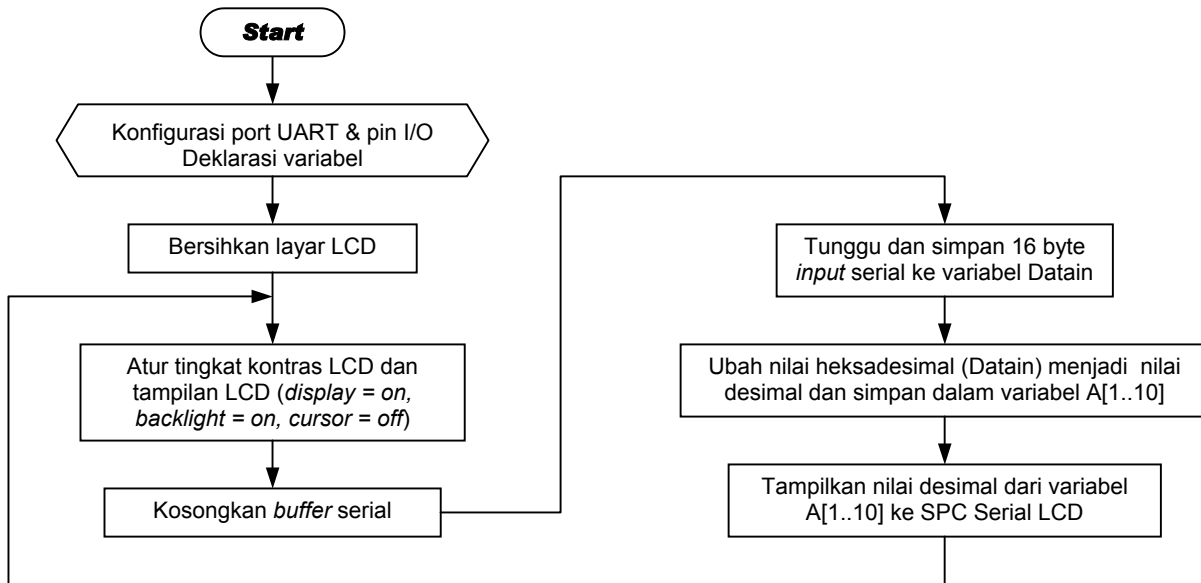 Start
Konfigurasi port UART & pin I/O
Deklarasi variabel
Bersihkan layar LCD
Atur tingkat kontras LCD dan
tampilan LCD (display = on,
backlight = on, cursor = off)
Kosongkan buffer serial
Tunggu dan simpan 16 byte
input serial ke variabel Datain
Ubah nilai heksadesimal (Datain) menjadi nilai
desimal dan simpan dalam variabel A[1..10]
Tampilkan nilai desimal dari variabel
A[1..10] ke SPC Serial LCD